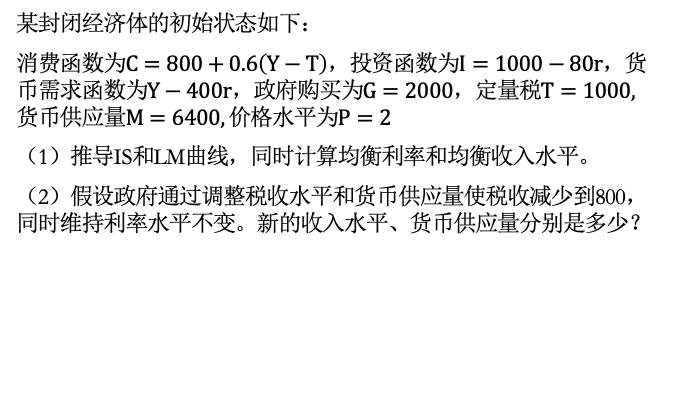 某封闭经济体的初始状态如下：
消费函数为C = 800 + 0.6(Y − T)，投资函数为I = 1000 − 80r，货
币需求函数为Y − 400r，政府购买为G = 2000，定量税T = 1000,
货币供应量M = 6400, 价格水平为P = 2
（1）推导IS和LM曲线，同时计算均衡利率和均衡收入水平。
（2）假设政府通过调整税收水平和货币供应量使税收减少到800，
同时维持利率水平不变。新的收入水平、货币供应量分别是多少？